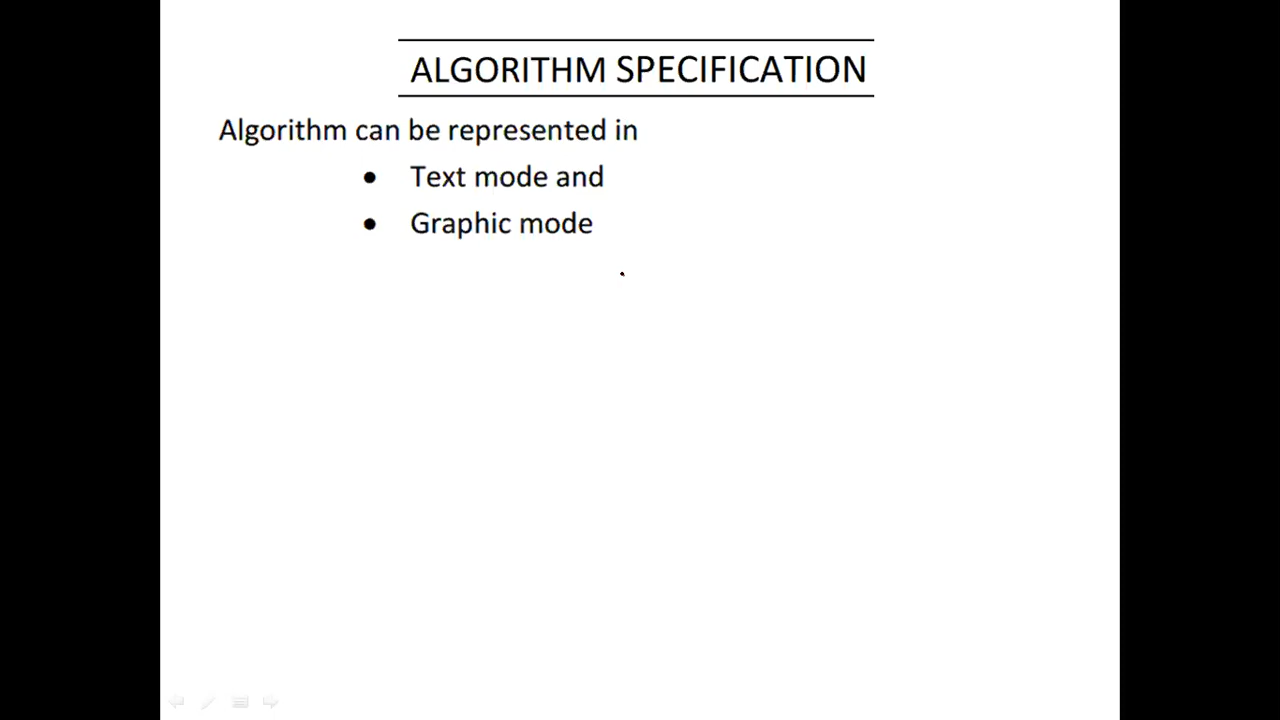 ALGORITHM SPECIFICATION
Algorithm can be represented in
• Text mode and
• Graphic mode